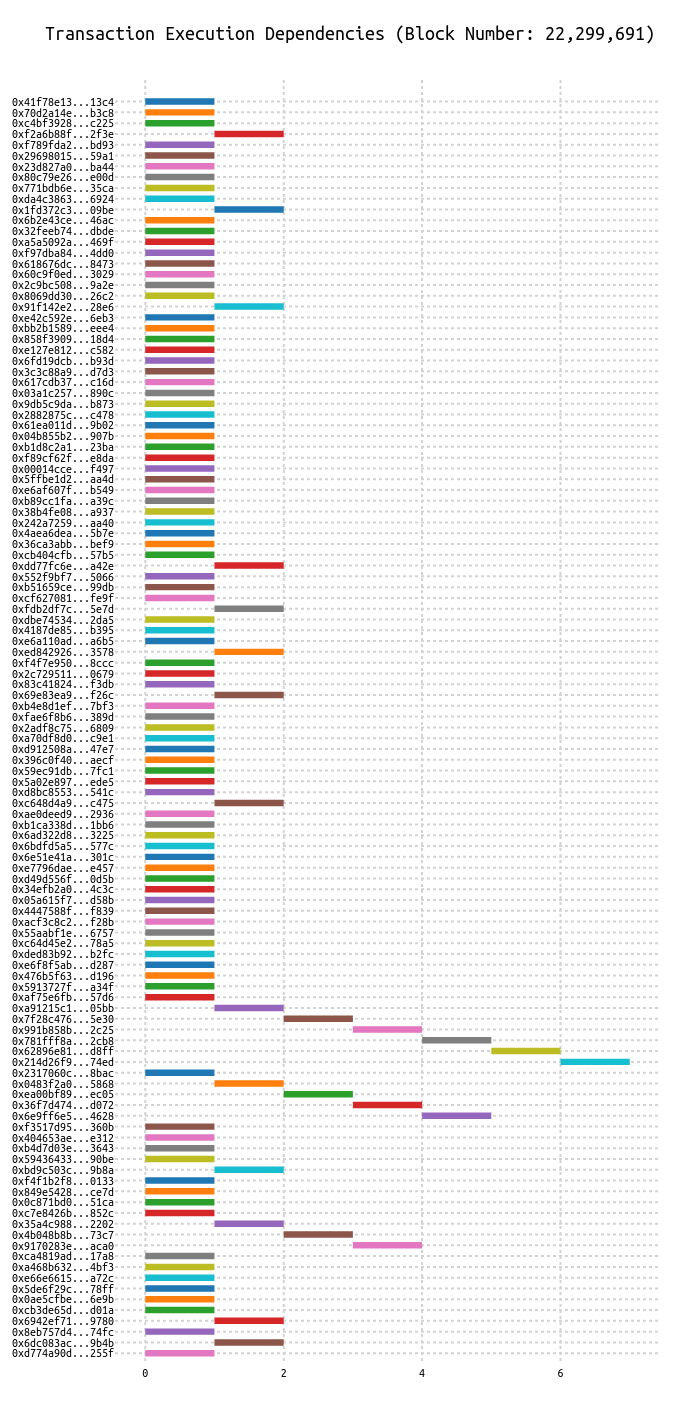 Transaction Execution Dependencies (Block Number: 22,299,691)
0x41f78e13...13c4
0x70d2a14e...b3c8
0xc4bf3928...c225
0xf2a6b88f...2f3e
0xf789fda2...bd93
0x29698015...59a1
0x23d827a0...ba44
0x80c79e26...e00d
0x771bdb6e...35ca
0xda4c3863...6924
0x1fd372c3...09be
0x6b2e43ce...46ac
0x32feeb74...dbde
0xa5a5092a...469f
0xf97dba84...4dd0
0x618676dc...8473
0x60c9f0ed...3029
0x2c9bc508...9a2e
0x8069dd30...26c2
0x91f142e2...28e6
0xe42c592e...6eb3
0xbb2b1589...eee4
0x858f3909...18d4
0xe127e812...c582
0x6fd19dcb...b93d
0x3c3c88a9...d7d3
0x617cdb37...c16d
0x03a1c257...890c
0x9db5c9da...b873
0x2882875c...c478
0x61ea011d...9b02
0x04b855b2...907b
0xb1d8c2a1...23ba
0xf89cf62f...e8da
0x00014cce...f497
0x5ffbe1d2...aa4d
0xe6af607f...b549
0xb89cc1fa...a39c
0x38b4fe08...a937
0x242a7259...aa40
0x4aea6dea...5b7e
0x36ca3abb...bef9
0xcb404cfb...57b5
0xdd77fc6e...a42e
0x552f9bf7...5066
0xb51659ce...99db
0xcf627081...fe9f
0xfdb2df7c...5e7d
0xdbe74534...2da5
0x4187de85...b395
0xe6a110ad...a6b5
0xed842926...3578
0xf4f7e950...8ccc
0x2c729511...0679
0x83c41824...f3db
0x69e83ea9...f26c
0xb4e8d1ef...7bf3
0xfae6f8b6...389d
0x2adf8c75...6809
0xa70df8d0...c9e1
0xd912508a...47e7
0x396c0f40...aecf
0x59ec91db...7fc1
0x5a02e897...ede5
0xd8bc8553...541c
0xc648d4a9...c475
0xae0deed9...2936
0xb1ca338d...1bb6
0x6ad322d8...3225
0x6bdfd5a5...577c
0x6e51e41a...301c
0xe7796dae...e457
0xd49d556f...0d5b
0x34efb2a0...4c3c
0x05a615f7...d58b
0x4447588f...f839
0xacf3c8c2...f28b
0x55aabf1e...6757
0xc64d45e2...78a5
0xded83b92...b2fc
0xe6f8f5ab...d287
0x476b5f63...d196
0x5913727f...a34f
0xaf75e6fb...57d6
0xa91215c1...05bb
0x7f28c476...5e30
0x991b858b...2c25
0x781fff8a...2cb8
0x62896e81...d8ff
0x214d26f9...74ed
0x2317060c...8bac
0x0483f2a0...5868
0xea00bf89...ec05
0x36f7d474...d072
0x6e9ff6e5...4628
0xf3517d95...360b
0x404653ae...e312
0xb4d7d03e...3643
0x59436433...90be
0xbd9c503c...9b8a
0xf4f1b2f8...0133
0x849e5428...ce7d
0x0c871bd0...51ca
0xc7e8426b...852c
0x35a4c988...2202
0x4b048b8b...73c7
0x9170283e...aca0
0xca4819ad...17a8
0xa468b632...4bf3
0xe66e6615...a72c
0x5de6f29c...78ff
0x0ae5cfbe...6e9b
0xcb3de65d...d01a
0x6942ef71...9780
0x8eb757d4...74fc
0x6dc083ac...9b4b
0xd774a90d...255f
0 2 4 6